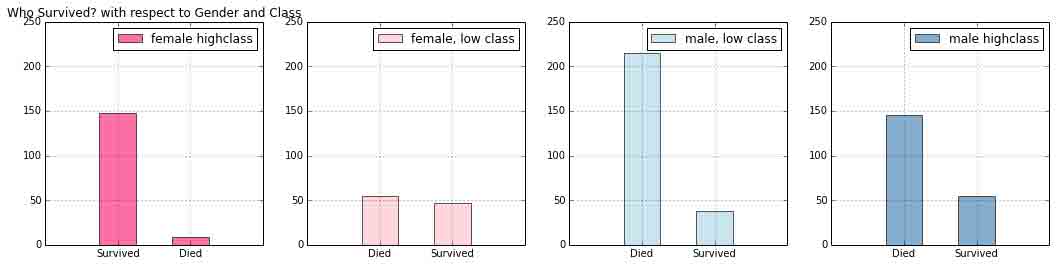 Who Survived? with respect to Gender and Class
250
200
150
100
50
0
female highclass
Survived
Died
250
200
150
100
50
0
female, low class
Died
Survived
250
200
150
100
50
0
male, low class
Died
Survived
250
200
150
100
50
0
male highclass
Died
Survived